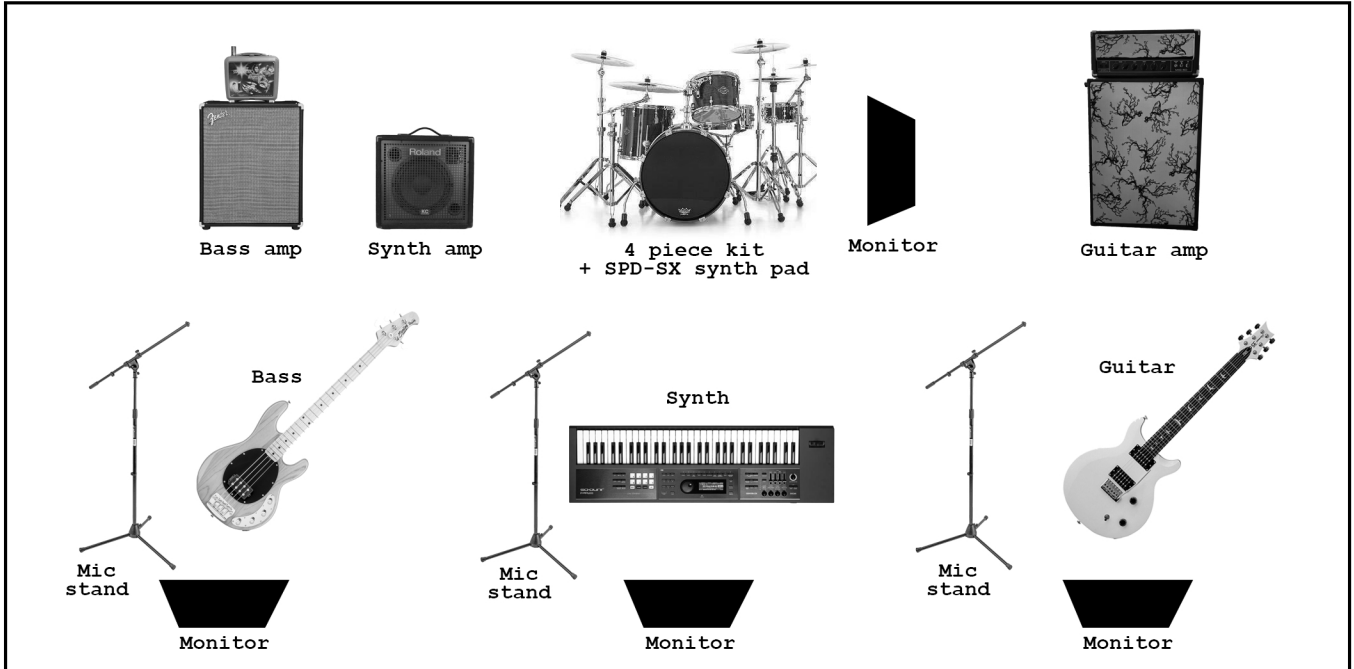 Fender
Roland
Bass amp
Synth amp
4 piece kit
+ SPD-SX synth pad
Monitor
Guitar amp
Bass
Synth
Guitar
Mic
stand
Mic
stand
Mic
stand
Monitor
Monitor
Monitor